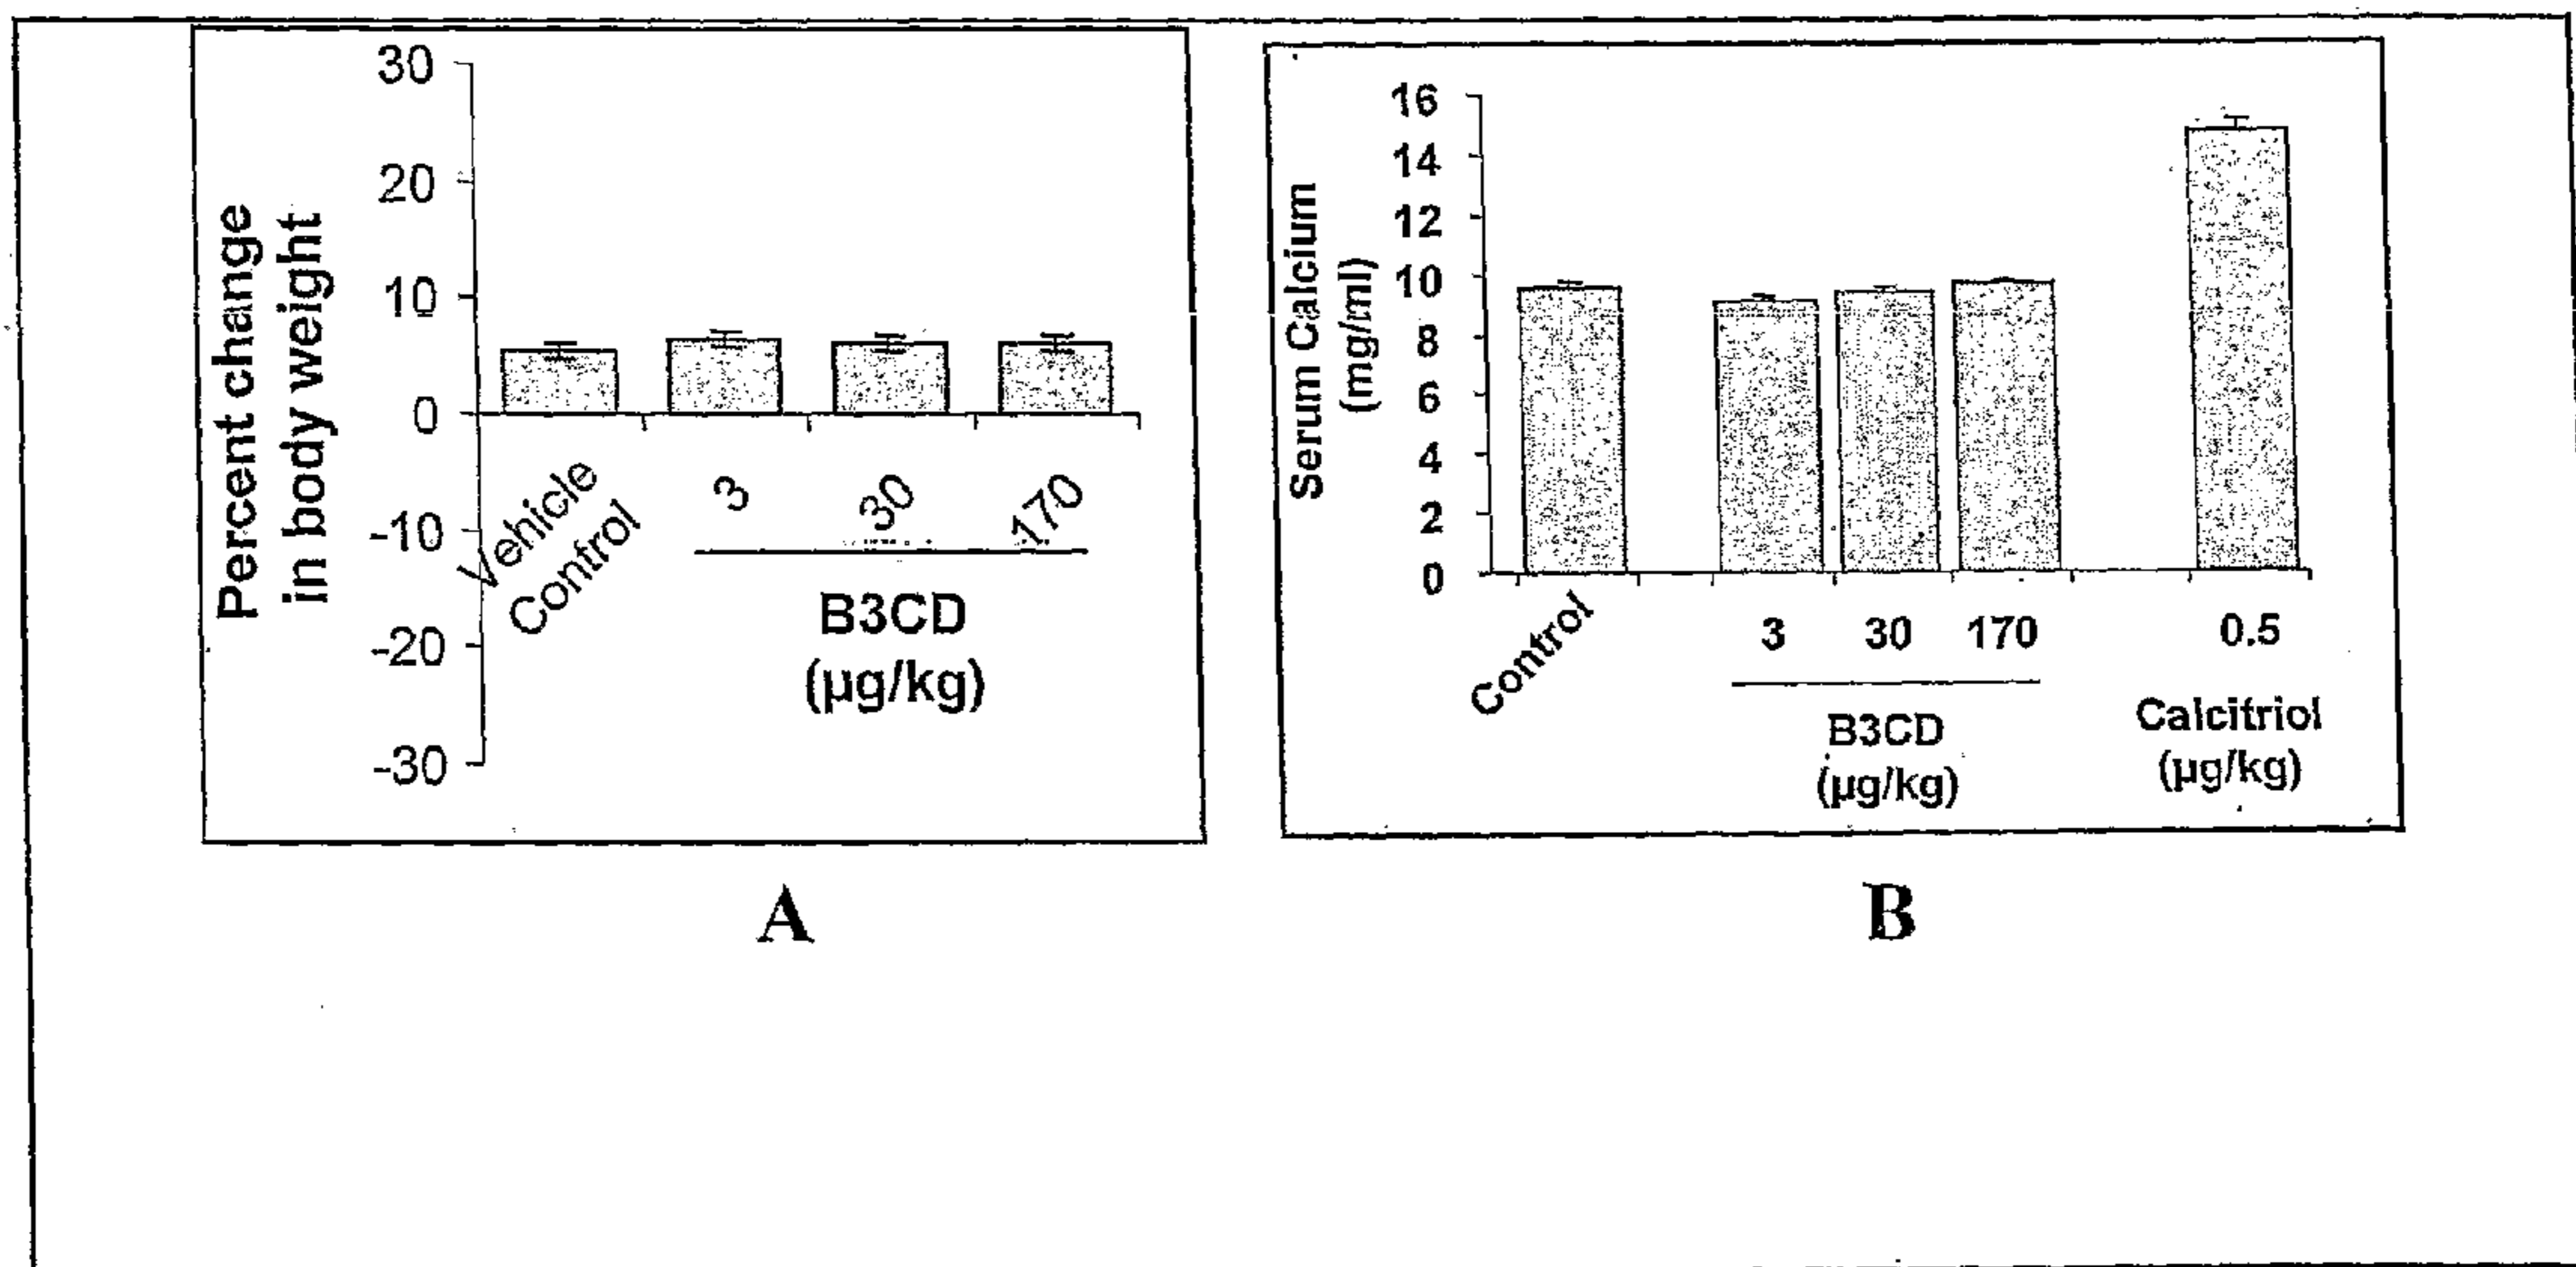 30
20
10
0
-10
-20
-30
Percent change
in body weight
Vehicle
Control
3
30
170
B3CD
(µg/kg)
A
16
14
12
10
8
6
4
2
0
Serum Calcium
(mg/ml)
Control
3 30 170 0.5
B3CD
(µg/kg)
Calcitriol
(µg/kg)
B